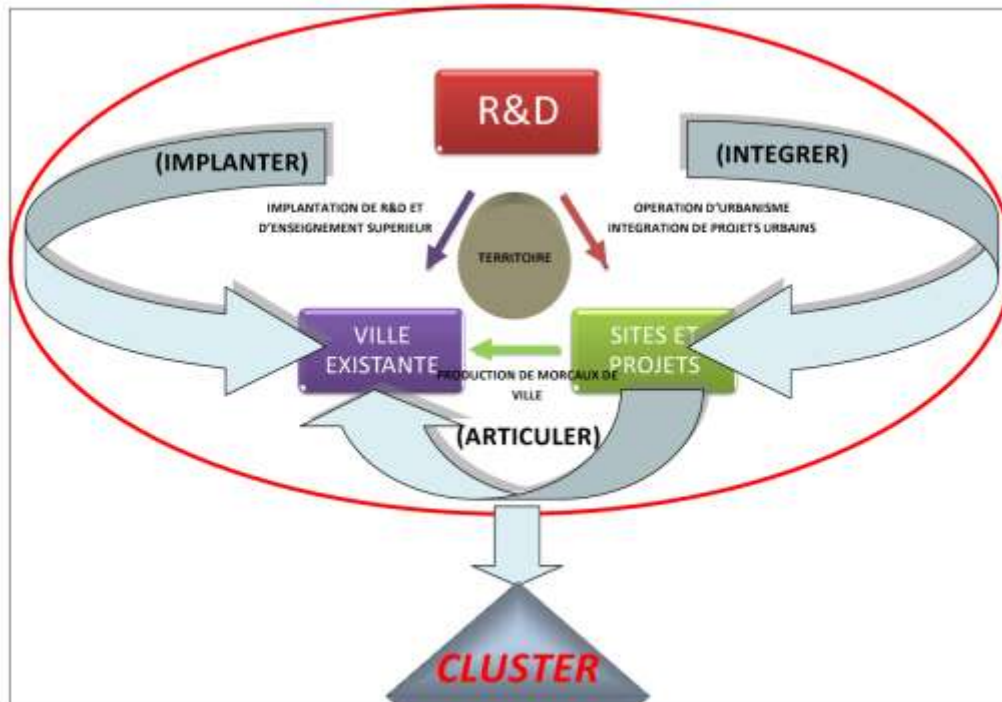 R&D
(IMPLANTER)
(INTEGRER)
IMPLANTATION DE R&D ET
D'ENSEIGNEMENT SUPERIEUR
OPERATION D'URBANISME
INTEGRATION DE PROJETS URBAINS
TERRITOIRE
VILLE
EXISTANTE
SITES ET
PROJETS
PRODUCTION DE MORCAUX DE
VILLE
(ARTICULER)
CLUSTER